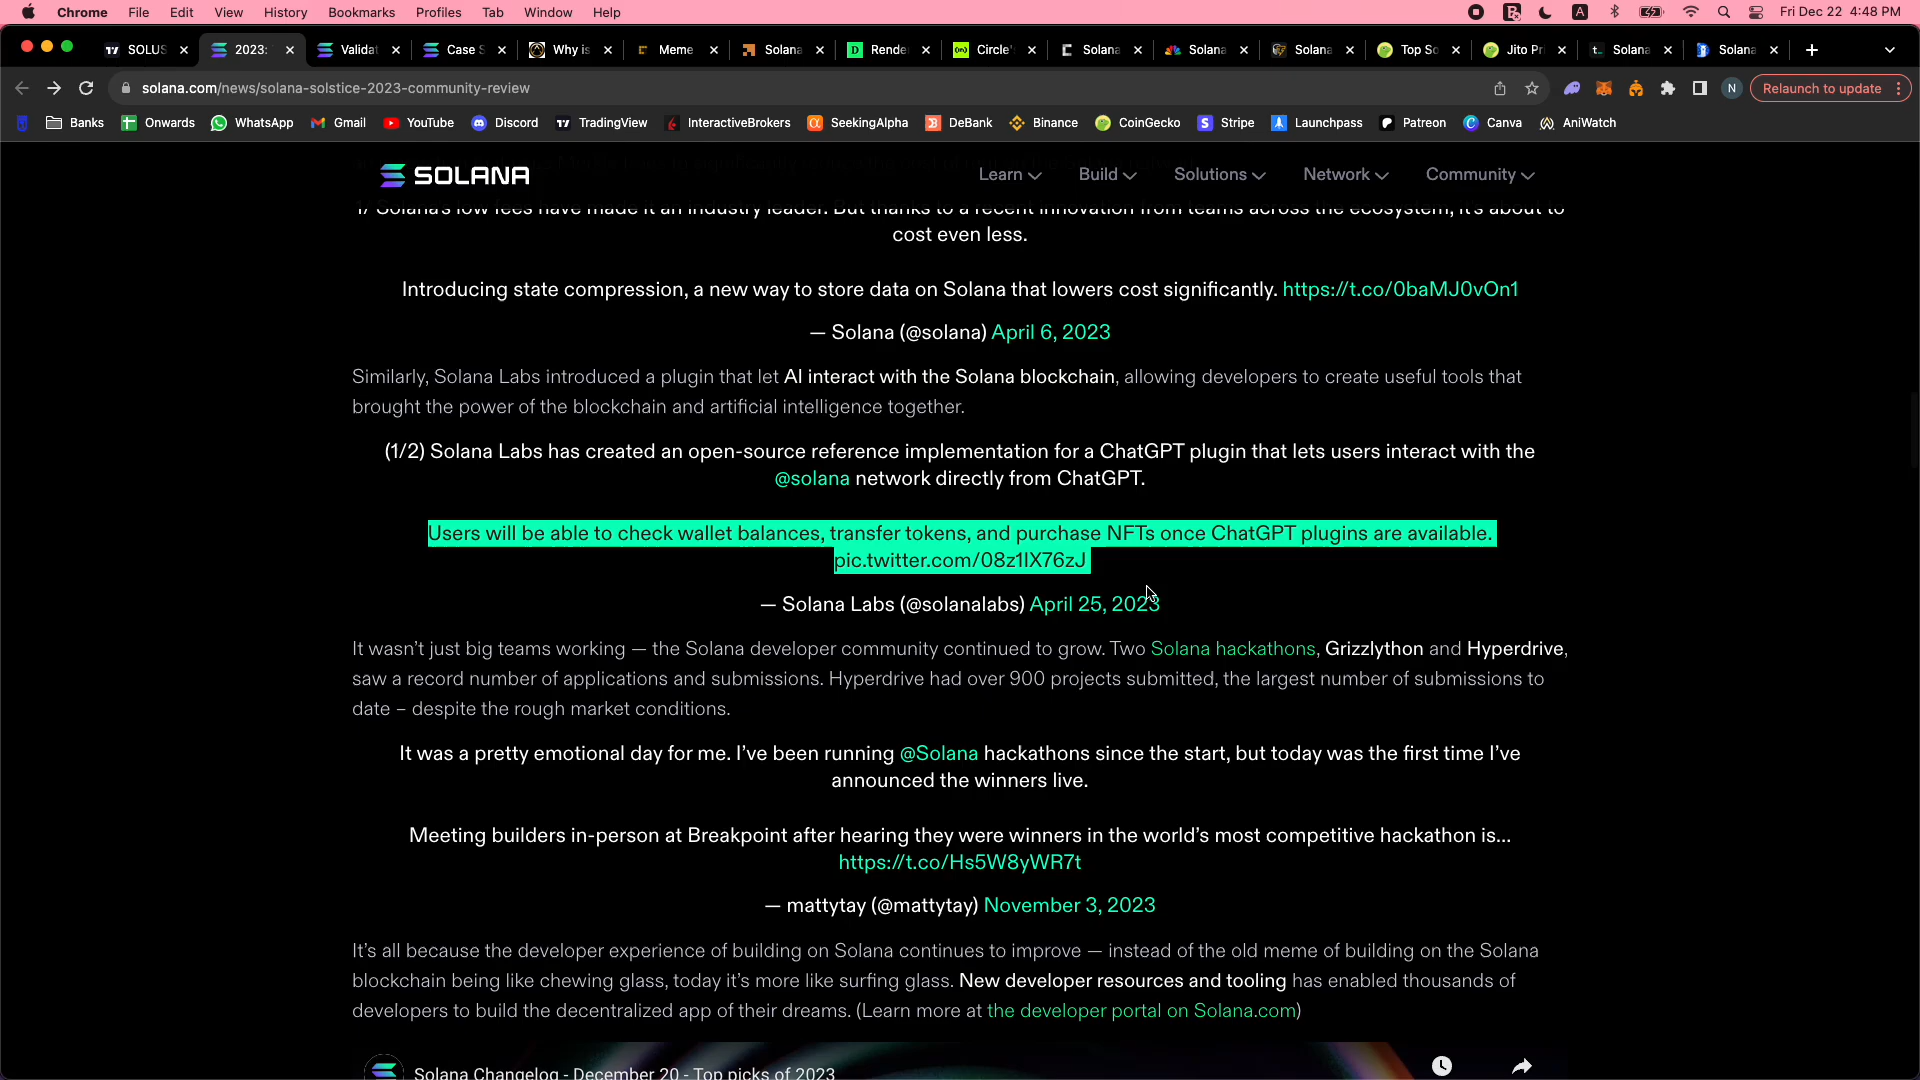 Chrome File Edit View History Bookmarks Profiles Tab Window Help A Fri Dec 22 4:48 PM
SOLUS 2023: Validat Case S Why is Meme Solana Render Circle's Solana Solana Solana Top So Jito Pr Solana Solana
solana.com/news/solana-solstice-2023-community-review N Relaunch to update
Banks Onwards WhatsApp Gmail YouTube Discord TradingView InteractiveBrokers SeekingAlpha DeBank Binance CoinGecko Stripe Launchpass Patreon Canva AniWatch
SOLANA Learn Build Solutions Network Community
1/ Solana's low fees have made it an industry leader. But thanks to a recent innovation from teams across the ecosystem, it's about to
cost even less.
Introducing state compression, a new way to store data on Solana that lowers cost significantly. https://t.co/0baMJ0vOn1
— Solana (@solana) April 6, 2023
Similarly, Solana Labs introduced a plugin that let AI interact with the Solana blockchain, allowing developers to create useful tools that
brought the power of the blockchain and artificial intelligence together.
(1/2) Solana Labs has created an open-source reference implementation for a ChatGPT plugin that lets users interact with the
@solana network directly from ChatGPT.
Users will be able to check wallet balances, transfer tokens, and purchase NFTs once ChatGPT plugins are available.
pic.twitter.com/08z1IX76zJ
— Solana Labs (@solanalabs) April 25, 2023
It wasn't just big teams working — the Solana developer community continued to grow. Two Solana hackathons, Grizzlython and Hyperdrive,
saw a record number of applications and submissions. Hyperdrive had over 900 projects submitted, the largest number of submissions to
date – despite the rough market conditions.
It was a pretty emotional day for me. I've been running @Solana hackathons since the start, but today was the first time I've
announced the winners live.
Meeting builders in-person at Breakpoint after hearing they were winners in the world's most competitive hackathon is...
https://t.co/Hs5W8yWR7t
— mattytay (@mattytay) November 3, 2023
It's all because the developer experience of building on Solana continues to improve — instead of the old meme of building on the Solana
blockchain being like chewing glass, today it's more like surfing glass. New developer resources and tooling has enabled thousands of
developers to build the decentralized app of their dreams. (Learn more at the developer portal on Solana.com)
Solana Changelog - December 20 - Top picks of 2023